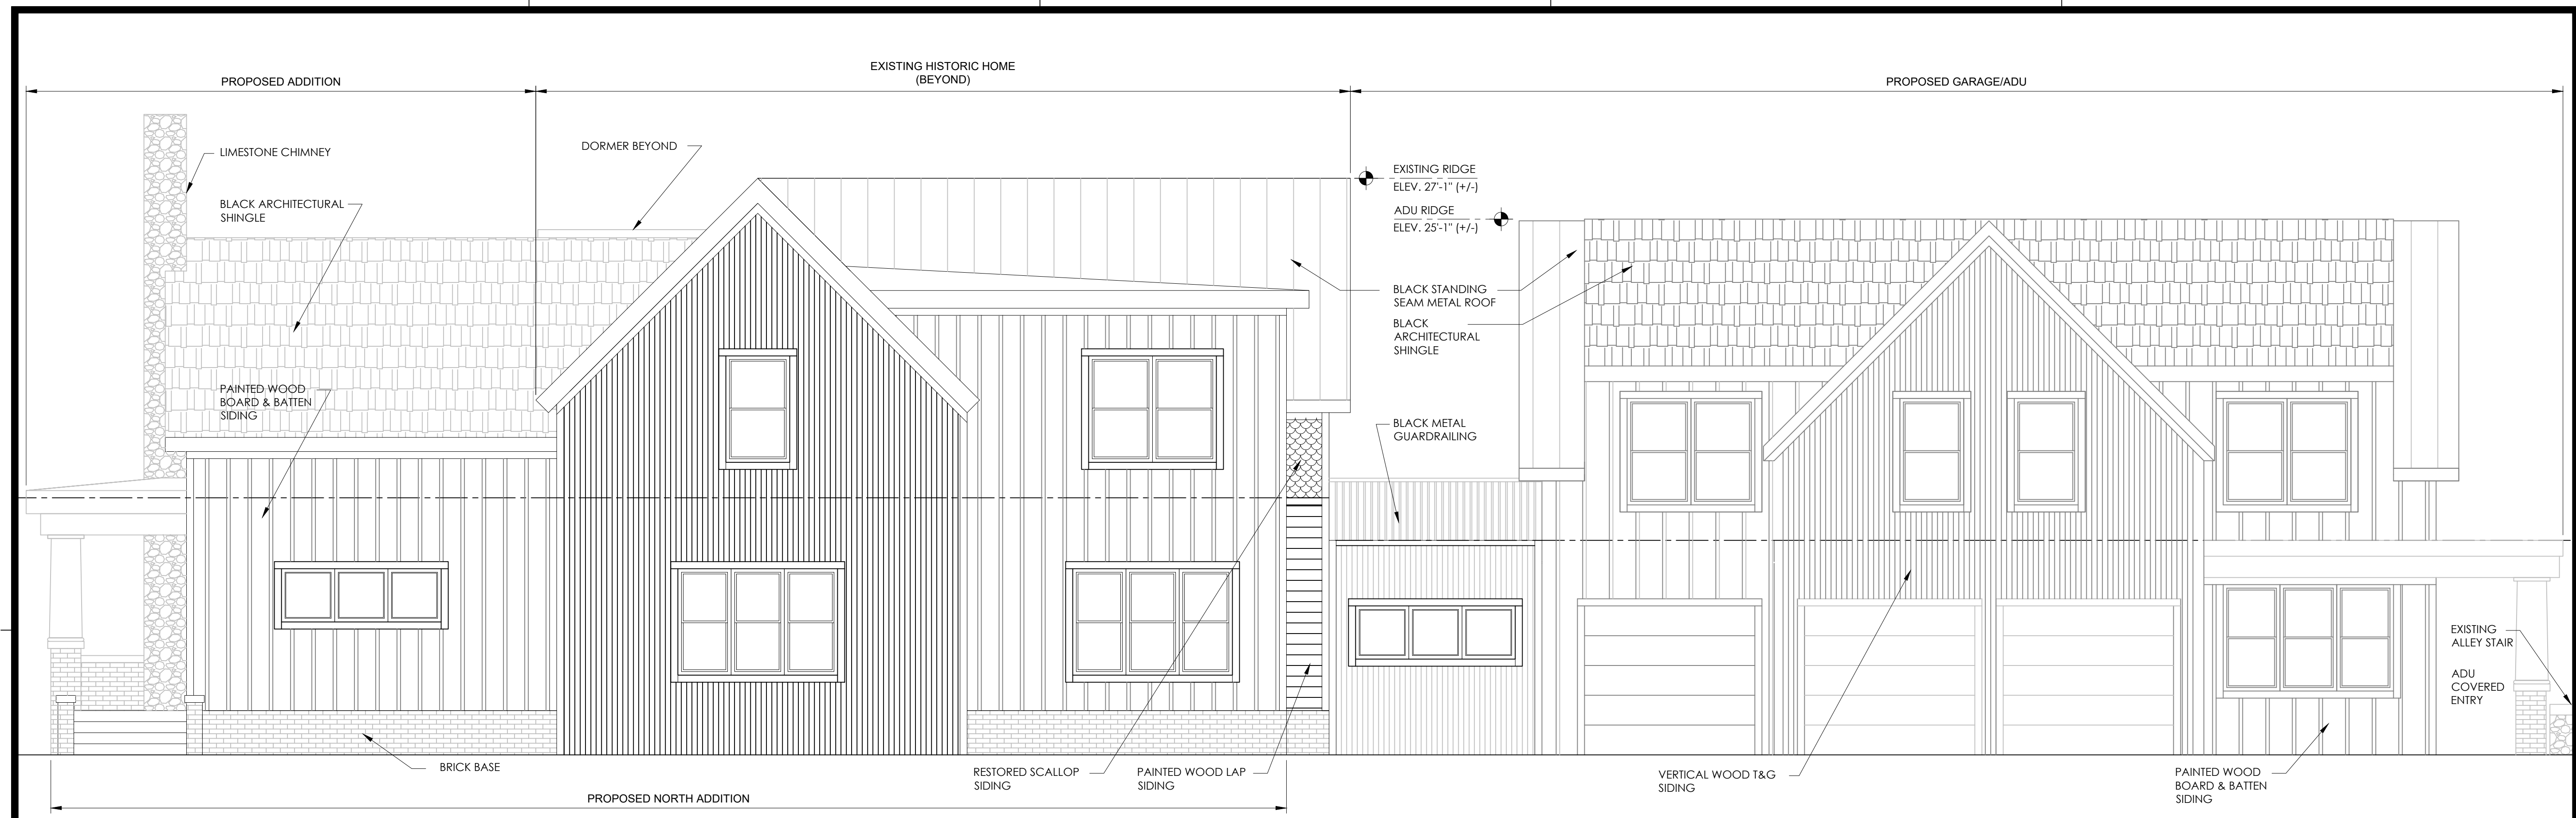 PROPOSED ADDITION
EXISTING HISTORIC HOME
(BEYOND)
PROPOSED GARAGE/ADU
LIMESTONE CHIMNEY
DORMER BEYOND
BLACK ARCHITECTURAL
SHINGLE
EXISTING RIDGE
ELEV. 27'-1" (+/-)
ADU RIDGE
ELEV. 25'-1" (+/-)
BLACK STANDING
SEAM METAL ROOF
BLACK
ARCHITECTURAL
SHINGLE
PAINTED WOOD
BOARD & BATTEN
SIDING
BLACK METAL
GUARDRAILING
EXISTING
ALLEY STAIR
ADU
COVERED
ENTRY
BRICK BASE
RESTORED SCALLOP
SIDING
PAINTED WOOD LAP
SIDING
VERTICAL WOOD T&G
SIDING
PAINTED WOOD
BOARD & BATTEN
SIDING
PROPOSED NORTH ADDITION